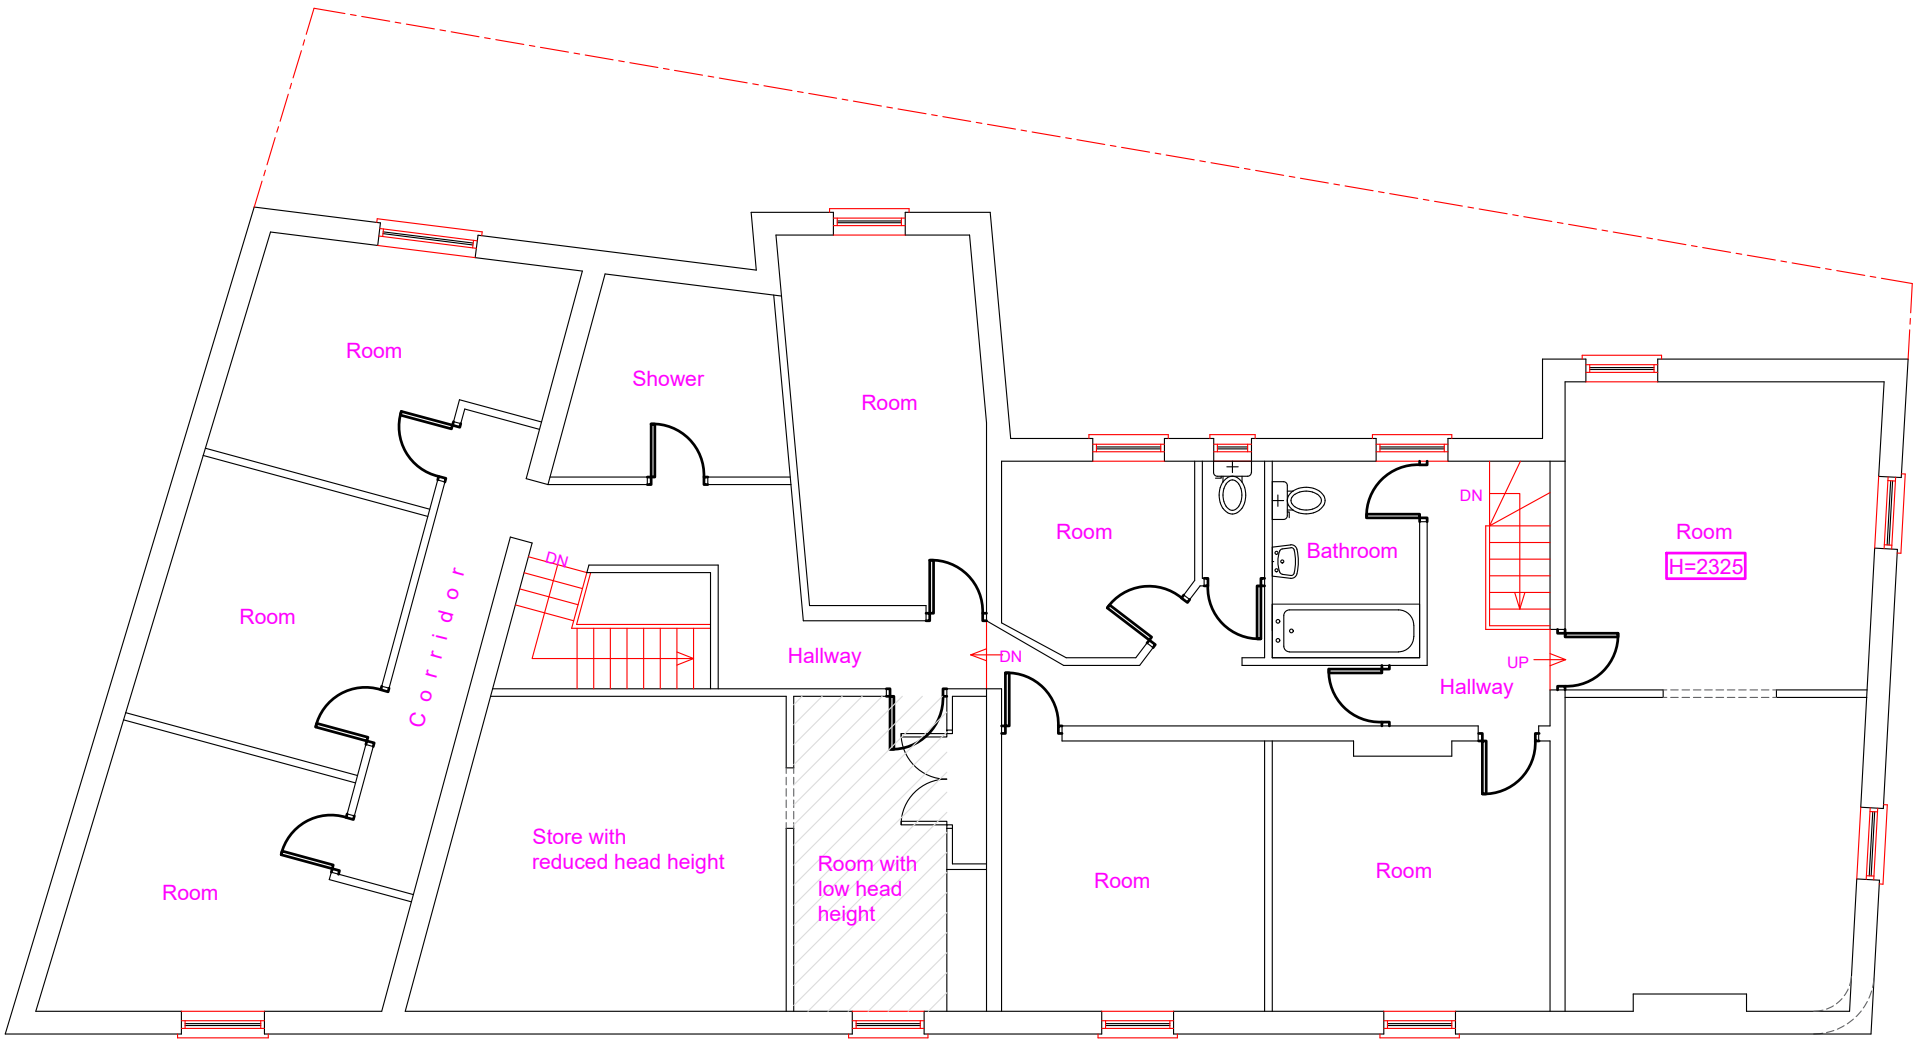 Room
Shower
Room
DN
Room
Room
H=2325
Bathroom
DN
Room
Corridor
Hallway
DN
UP
Hallway
Store with
reduced head height
Room with
low head
height
Room
Room
Room